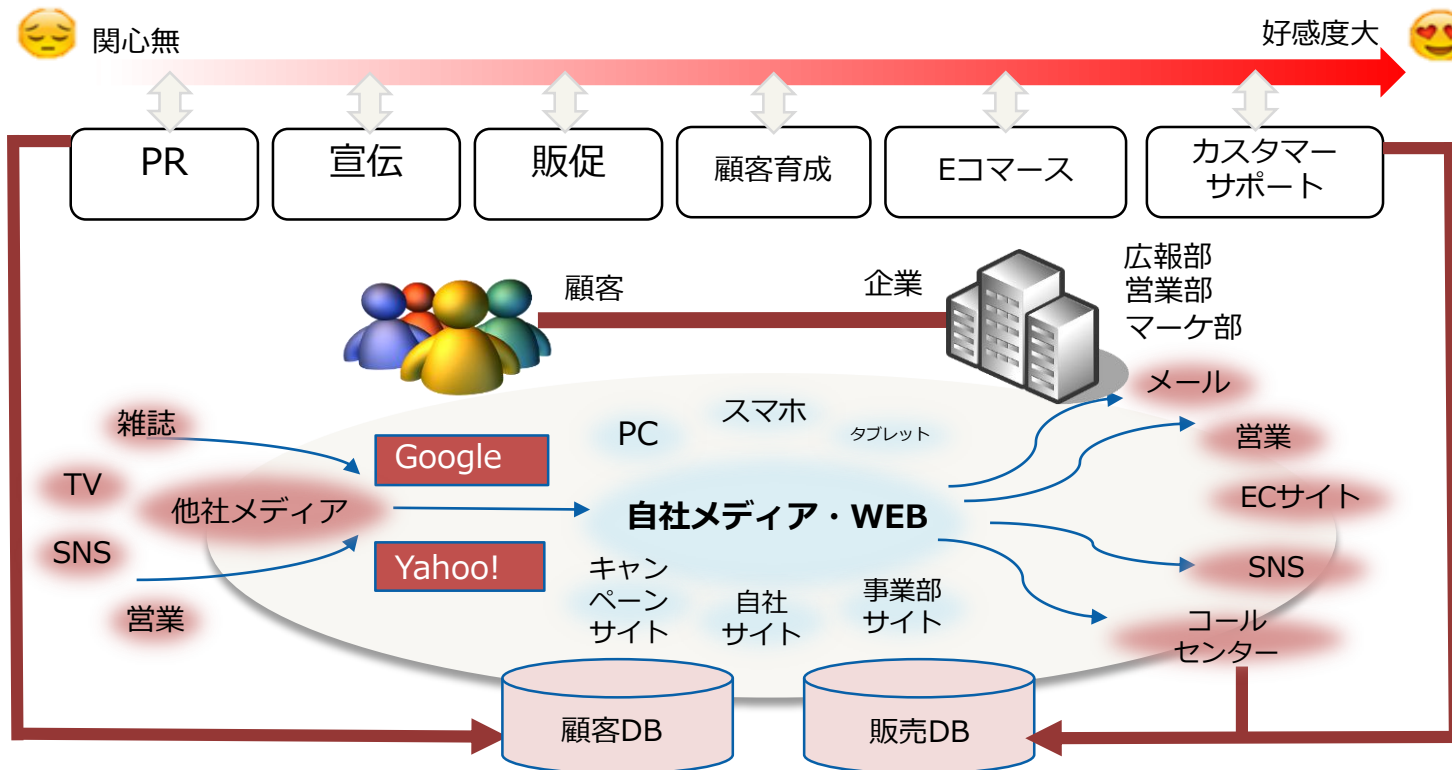 関心無
好感度大
PR
宣伝
販促
顧客育成
Eコマース
カスタマー
サポート
顧客
企業
広報部
営業部
マーケ部
雑誌
TV
他社メディア
SNS
営業
Google
Yahoo!
PC
スマホ
タブレット
自社メディア・WEB
キャン
ペーン
サイト
自社
サイト
事業部
サイト
メール
営業
ECサイト
SNS
コール
センター
顧客DB
販売DB